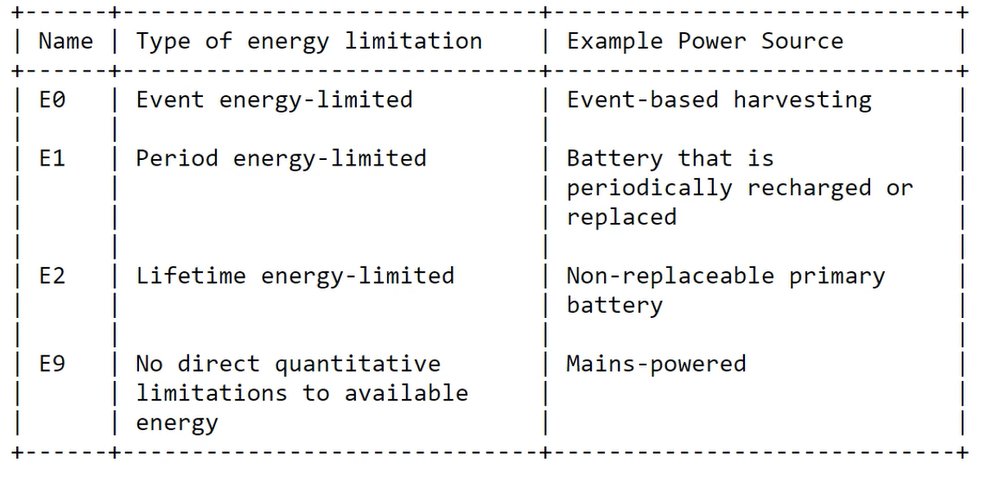 +------+------------------------------+-----------------------------+
| Name | Type of energy limitation    | Example Power Source        |
+------+------------------------------+-----------------------------+
| E0   | Event energy-limited         | Event-based harvesting      |
|      |                              |                             |
| E1   | Period energy-limited        | Battery that is             |
|      |                              | periodically recharged or   |
|      |                              | replaced                    |
|      |                              |                             |
| E2   | Lifetime energy-limited      | Non-replaceable primary     |
|      |                              | battery                     |
|      |                              |                             |
| E9   | No direct quantitative       | Mains-powered               |
|      | limitations to available     |                             |
|      | energy                       |                             |
+------+------------------------------+-----------------------------+